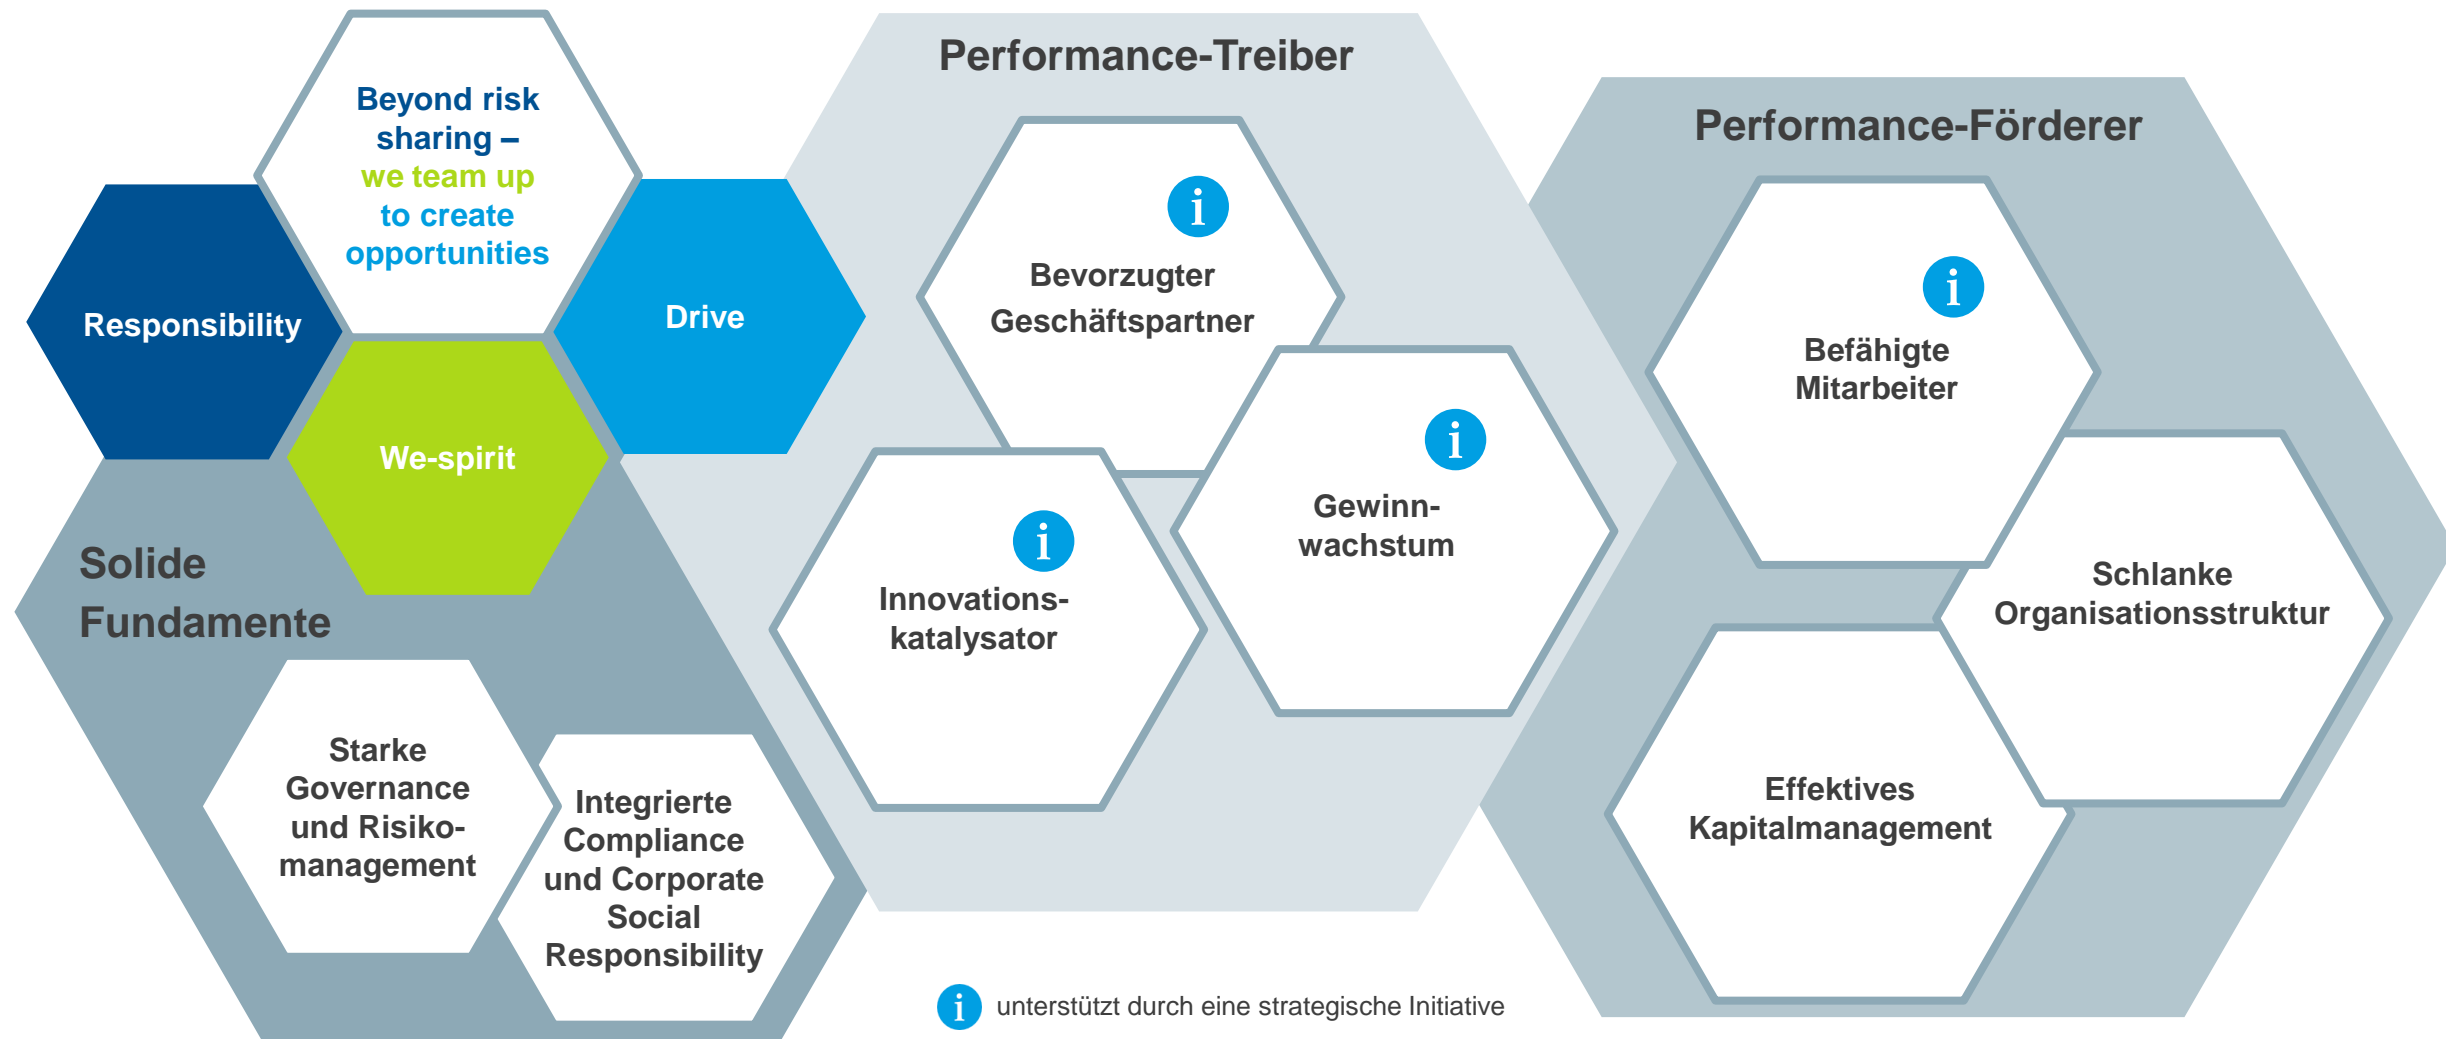 Beyond risk
sharing –
we team up
to create
opportunities
Responsibility
Drive
We-spirit
Solide
Fundamente
Starke
Governance
und Risiko-
management
Integrierte
Compliance
und Corporate
Social
Responsibility
Performance-Treiber
i
Bevorzugter
Geschäftspartner
i
Gewinn-
wachstum
i
Innovations-
katalysator
Performance-Förderer
i
Befähigte
Mitarbeiter
Schlanke
Organisationsstruktur
Effektives
Kapitalmanagement
i unterstützt durch eine strategische Initiative